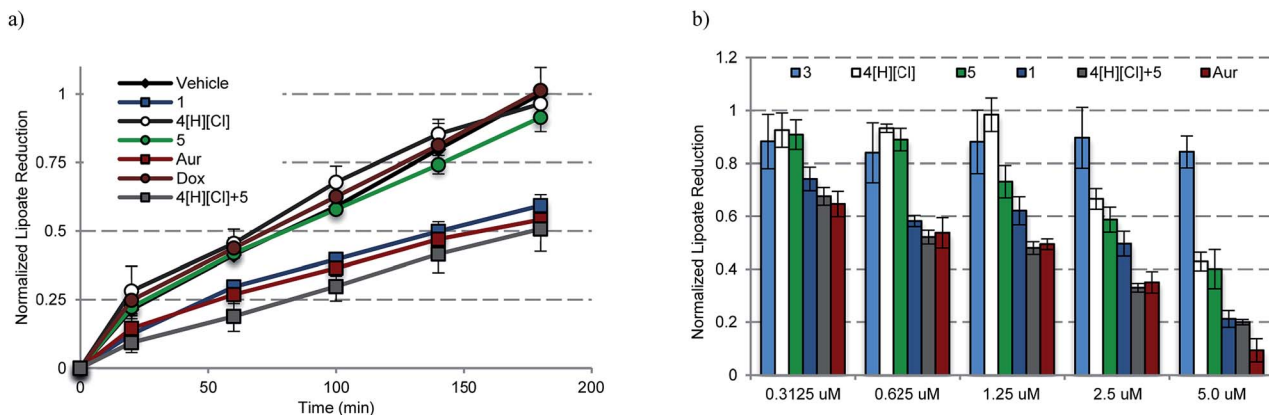 a)
Normalized Lipoate Reduction
1
0.75
0.5
0.25
0
Vehicle
1
4[H][Cl]
5
Aur
Dox
4[H][Cl]+5
0 50 100 150 200
Time (min)
b)
Normalized Lipoate Reduction
1.2
1
0.8
0.6
0.4
0.2
0
3 4[H][Cl] 5 1 4[H][Cl]+5 Aur
0.3125 uM 0.625 uM 1.25 uM 2.5 uM 5.0 uM